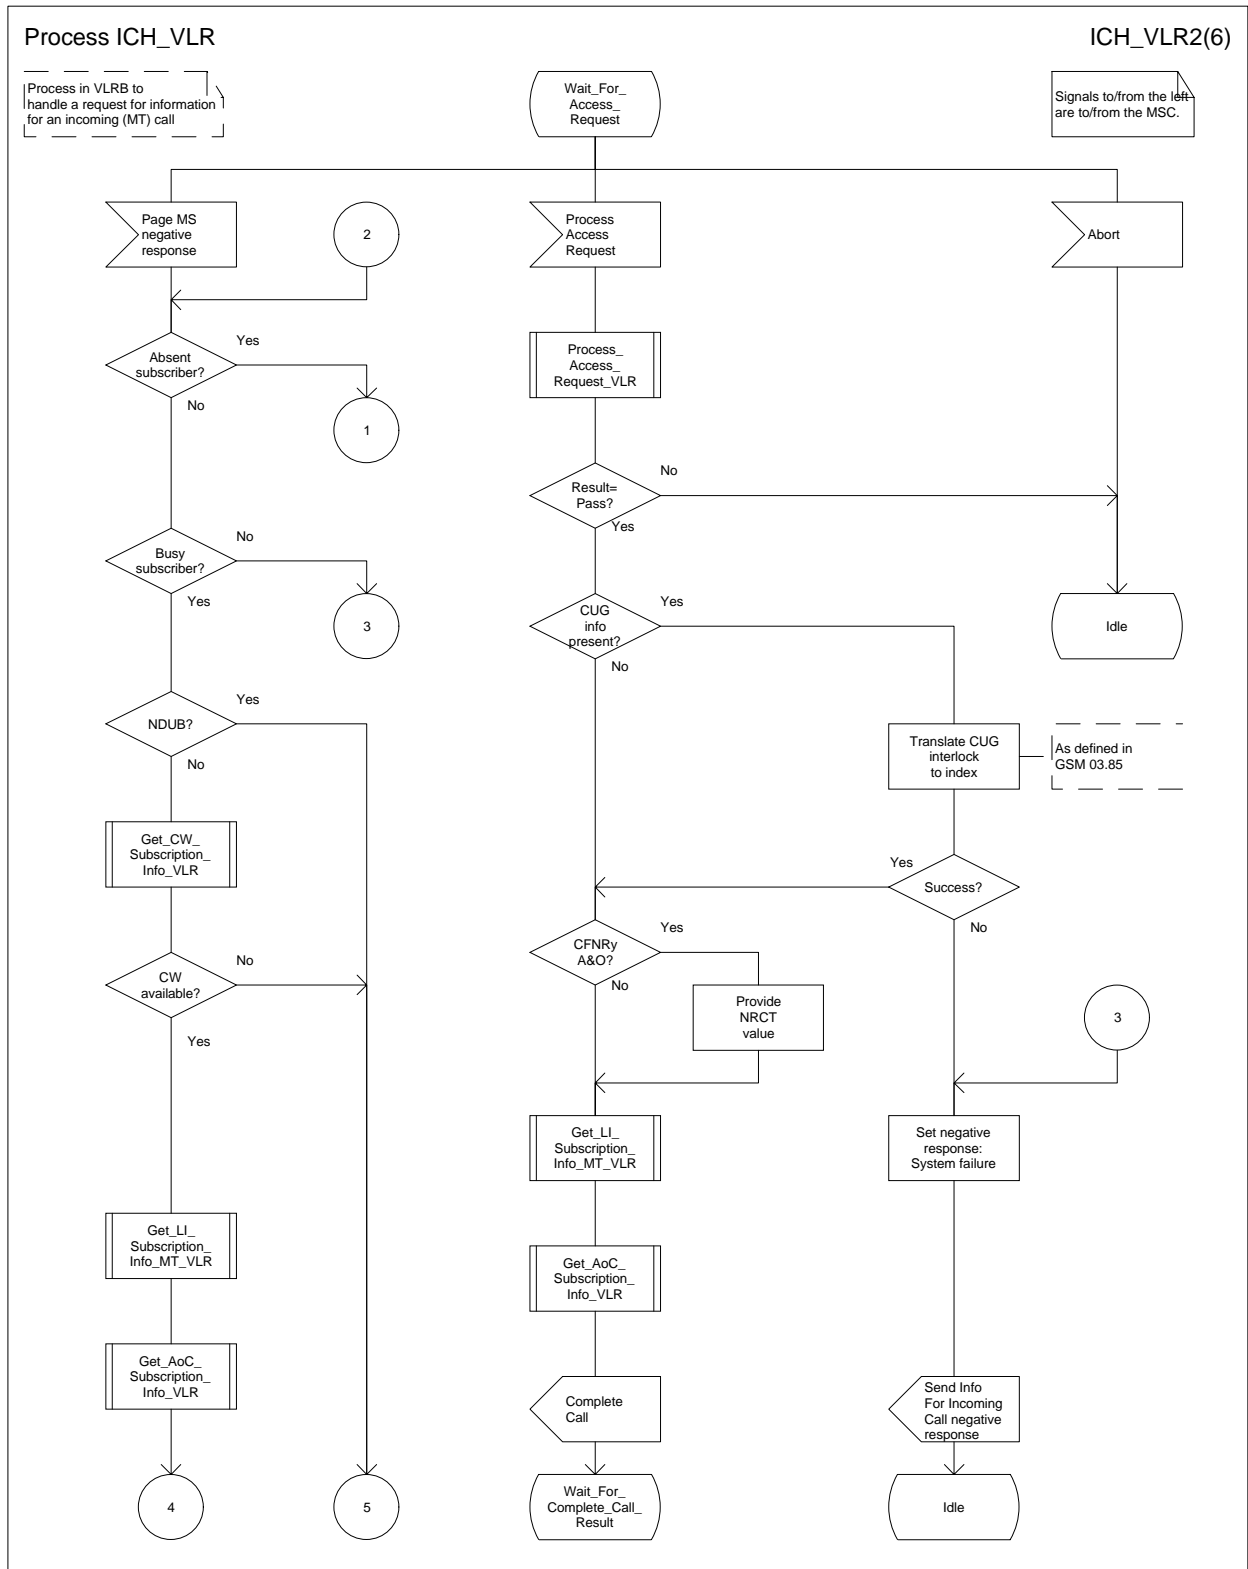 Process ICH_VLR
ICH_VLR2(6)
Process in VLRB to
handle a request for information
for an incoming (MT) call
Wait_For_
Access_
Request
Signals to/from the left
are to/from the MSC.
Page MS
negative
response
2
Process
Access
Request
Abort
Absent
subscriber?
Yes
No
1
Process_
Access_
Request_VLR
Result=
Pass?
No
Yes
Busy
subscriber?
No
Yes
3
CUG
info
present?
Yes
No
Idle
NDUB?
Yes
No
Translate CUG
interlock
to index
As defined in
GSM 03.85
Get_CW_
Subscription_
Info_VLR
Success?
Yes
No
CW
available?
No
Yes
CFNRy
A&O?
Yes
No
Provide
NRCT
value
3
Get_LI_
Subscription_
Info_MT_VLR
Set negative
response:
System failure
Get_LI_
Subscription_
Info_MT_VLR
Get_AoC_
Subscription_
Info_VLR
Get_AoC_
Subscription_
Info_VLR
Complete
Call
Send Info
For Incoming
Call negative
response
4
5
Wait_For_
Complete_Call_
Result
Idle